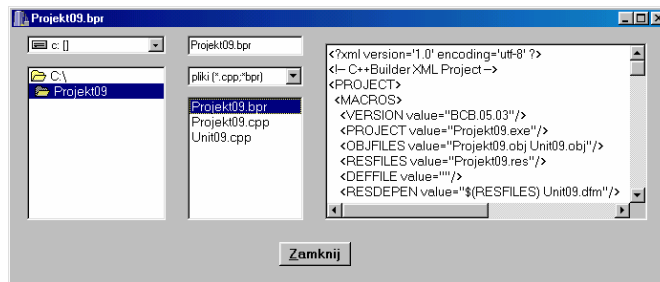 Projekt09.bpr
c: []
C:\
Projekt09
Projekt09.bpr
pliki (*.cpp;*bpr)
Projekt09.bpr
Projekt09.cpp
Unit09.cpp
<?xml version='1.0' encoding='utf-8' ?>
<!-- C++Builder XML Project -->
<PROJECT>
<MACROS>
<VERSION value="BCB.05.03"/>
<PROJECT value="Projekt09.exe"/>
<OBJFILES value="Projekt09.obj Unit09.obj"/>
<RESFILES value="Projekt09.res"/>
<DEFFILE value=""/>
<RESDEPEN value="$(RESFILES) Unit09.dfm"/>
Zamknij